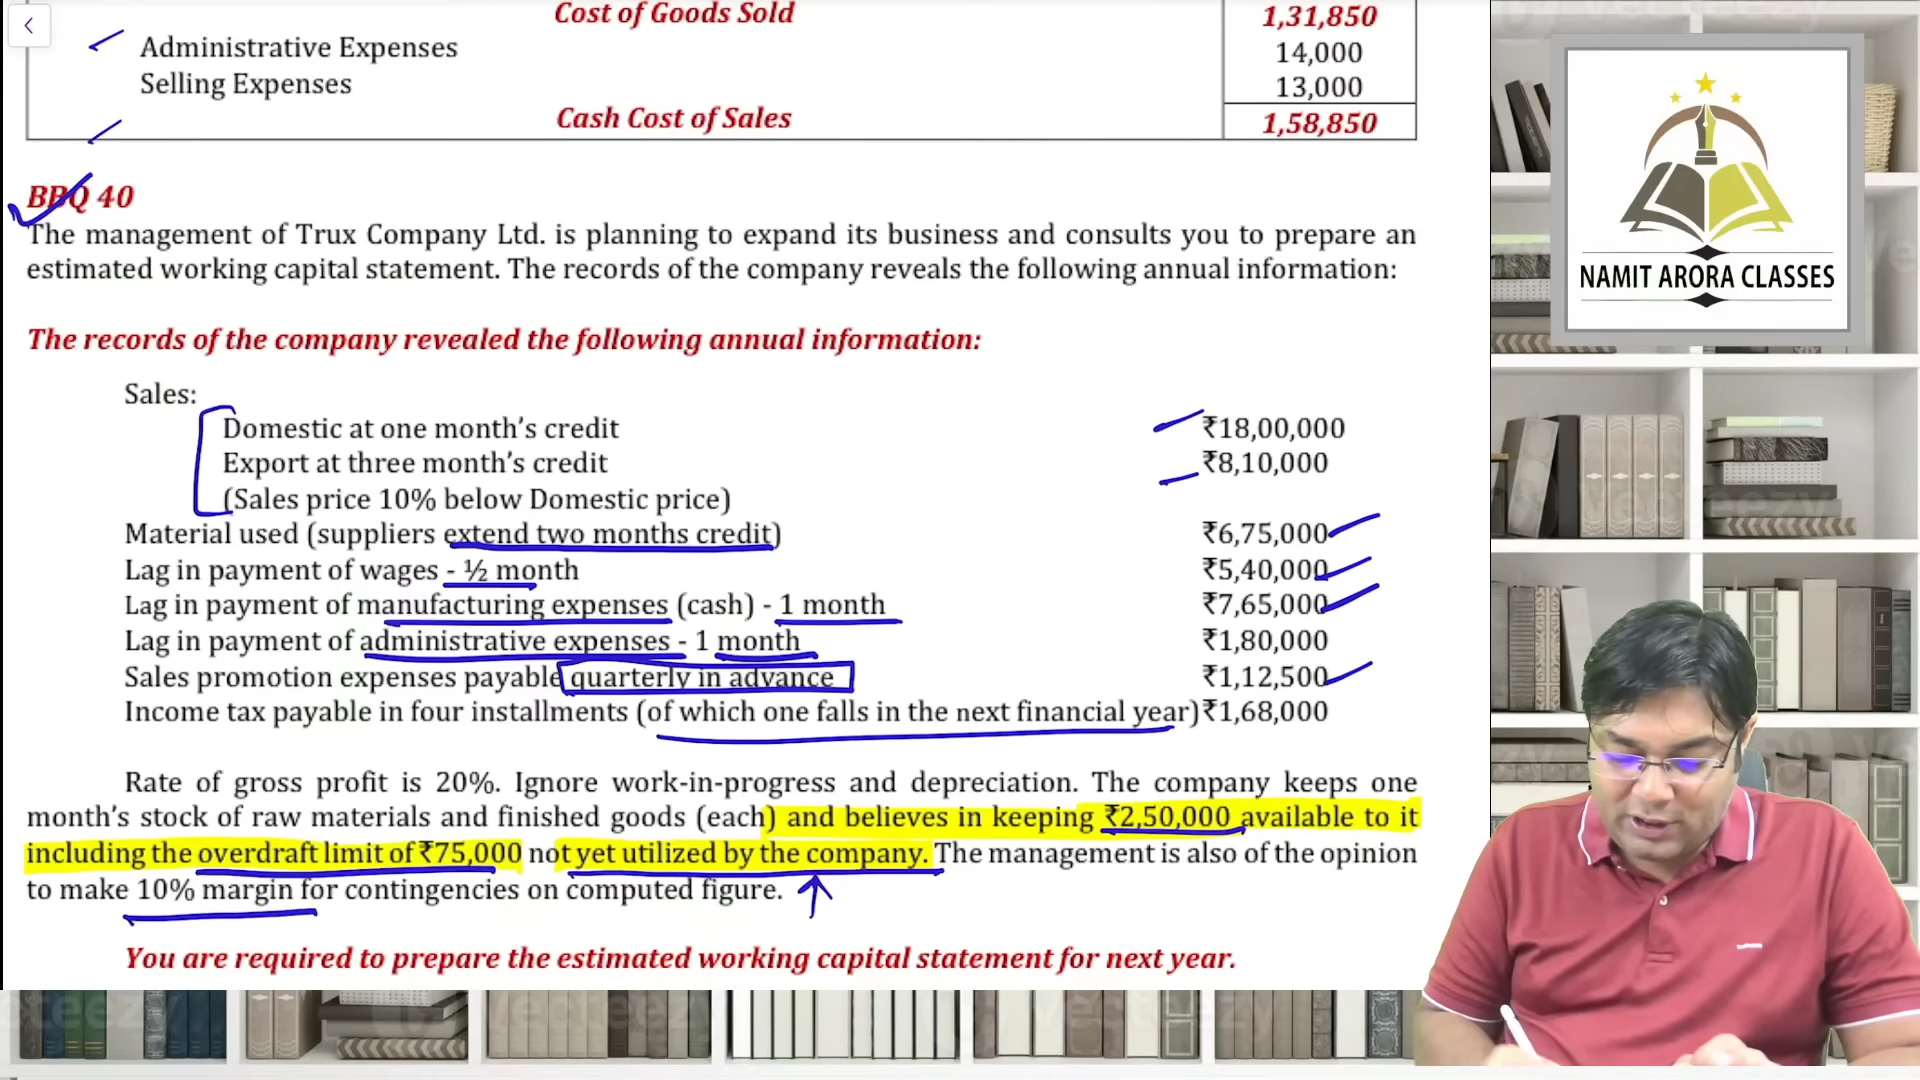 Cost of Goods Sold 1,31,850
Administrative Expenses 14,000
Selling Expenses 13,000
Cash Cost of Sales 1,58,850
BBQ 40
The management of Trux Company Ltd. is planning to expand its business and consults you to prepare an
estimated working capital statement. The records of the company reveals the following annual information:
The records of the company revealed the following annual information:
Sales:
Domestic at one month's credit ₹18,00,000
Export at three month's credit ₹8,10,000
(Sales price 10% below Domestic price)
Material used (suppliers extend two months credit) ₹6,75,000
Lag in payment of wages - ½ month ₹5,40,000
Lag in payment of manufacturing expenses (cash) - 1 month ₹7,65,000
Lag in payment of administrative expenses - 1 month ₹1,80,000
Sales promotion expenses payable quarterly in advance ₹1,12,500
Income tax payable in four installments (of which one falls in the next financial year) ₹1,68,000
Rate of gross profit is 20%. Ignore work-in-progress and depreciation. The company keeps one
month's stock of raw materials and finished goods (each) and believes in keeping ₹2,50,000 available to it
including the overdraft limit of ₹75,000 not yet utilized by the company. The management is also of the opinion
to make 10% margin for contingencies on computed figure.
You are required to prepare the estimated working capital statement for next year.
NAMIT ARORA CLASSES